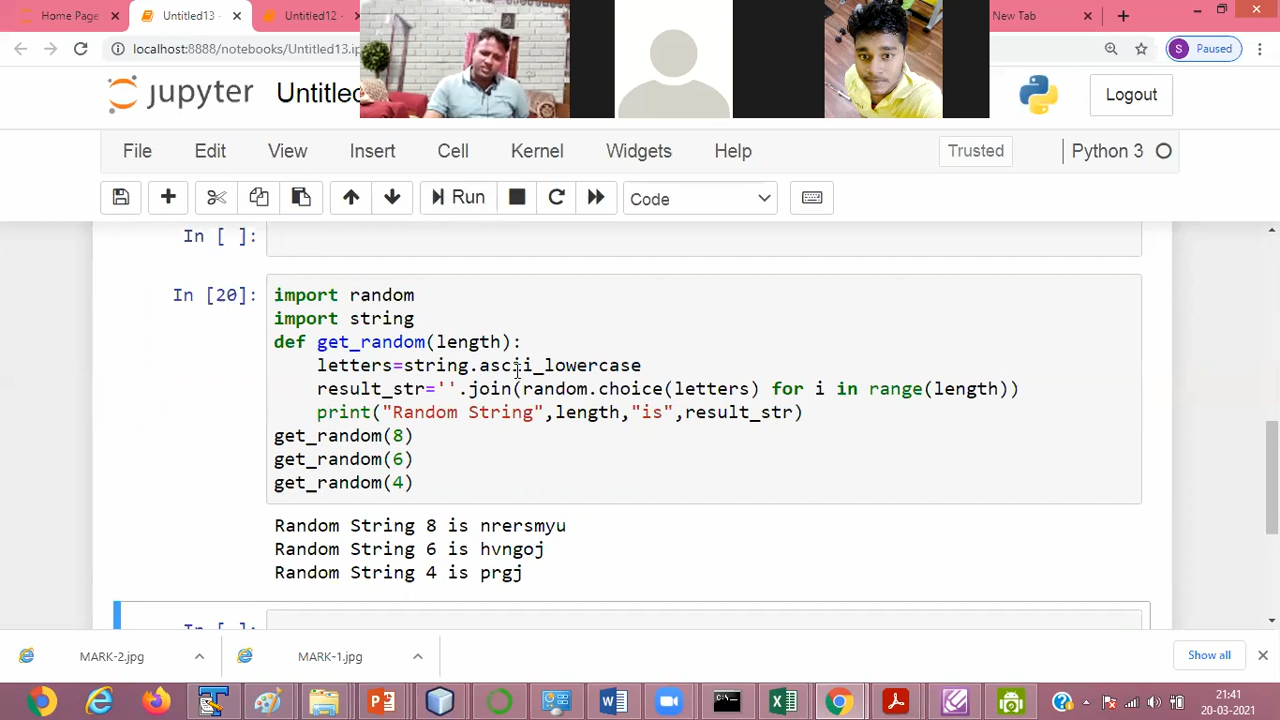 Home Page
Untitled13 -
Untitled12 -
New Tab
localhost:8888/notebooks/Untitled13.ip
S Paused
jupyter
Untitled
Logout
File Edit View Insert Cell Kernel Widgets Help
Trusted
Python 3
Run
Code
In [ ]:
In [20]:
import random
import string
def get_random(length):
letters=string.ascii_lowercase
result_str=''.join(random.choice(letters) for i in range(length))
print("Random String",length,"is",result_str)
get_random(8)
get_random(6)
get_random(4)
Random String 8 is nrersmyu
Random String 6 is hvngoj
Random String 4 is prgj
In [ ]:
MARK-2.jpg
MARK-1.jpg
Show all
21:41
20-03-2021